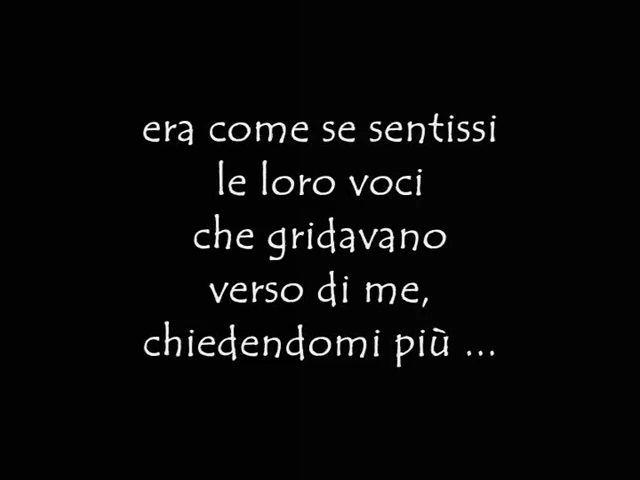 era come se sentissi
le loro voci
che gridavano
verso di me,
chiedendomi più ...